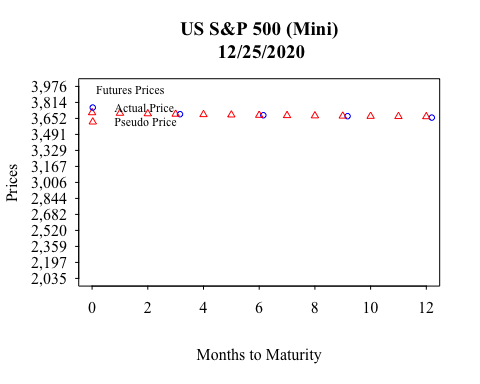 US S&P 500 (Mini)
12/25/2020
Futures Prices
Actual Price
Pseudo Price
Prices
3,976
3,814
3,652
3,491
3,329
3,167
3,006
2,844
2,682
2,520
2,359
2,197
2,035
0 2 4 6 8 10 12
Months to Maturity